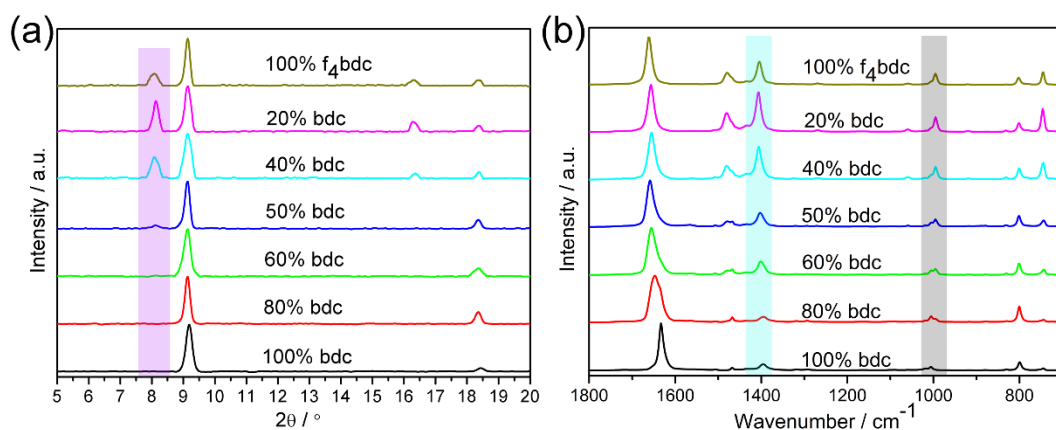 (a)
100% f₄bdc
20% bdc
40% bdc
50% bdc
60% bdc
80% bdc
100% bdc
Intensity / a.u.
5 6 7 8 9 10 11 12 13 14 15 16 17 18 19 20
2θ / °
(b)
100% f₄bdc
20% bdc
40% bdc
50% bdc
60% bdc
80% bdc
100% bdc
Intensity / a.u.
1800 1600 1400 1200 1000 800
Wavenumber / cm⁻¹